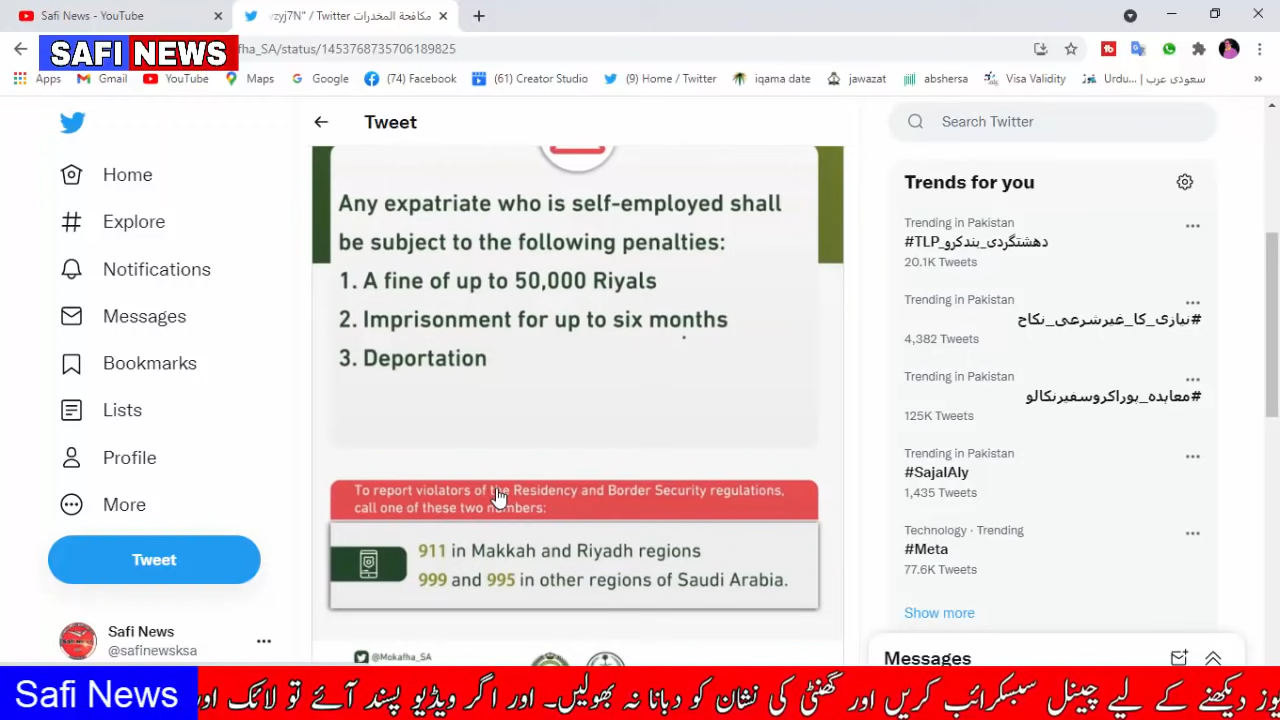 Safi News - YouTube
vzyj7N" / Twitter مكافحة المخدرات
SAFI NEWS
fha_SA/status/1453768735706189825
Apps
Gmail
YouTube
Maps
Google
(74) Facebook
(61) Creator Studio
(9) Home / Twitter
iqama date
jawazat
abshersa
Visa Validity
Urdu... | سعودی عرب
Tweet
Search Twitter
Home
Explore
Notifications
Messages
Bookmarks
Lists
Profile
More
Tweet
Safi News
@safinewsksa
Any expatriate who is self-employed shall
be subject to the following penalties:
1. A fine of up to 50,000 Riyals
2. Imprisonment for up to six months
3. Deportation
To report violators of the Residency and Border Security regulations,
call one of these two numbers:
911 in Makkah and Riyadh regions
999 and 995 in other regions of Saudi Arabia.
@Mokafha_SA
Trends for you
Trending in Pakistan
#TLP_دهشتگردی_بندکرو
20.1K Tweets
Trending in Pakistan
#نیازی_کا_غیرشرعی_نکاح
4,382 Tweets
Trending in Pakistan
#معاہدہ_پوراکروسفیرنکالو
125K Tweets
Trending in Pakistan
#SajalAly
1,435 Tweets
Technology · Trending
#Meta
77.6K Tweets
Show more
Messages
Safi News
یوز دیکھنے کے لیے چینل سبسکرائب کریں اور گھنٹی کی نشان کو دبانا نہ بھولیں۔ اور اگر ویڈیو پسند آئے تو لائک اور